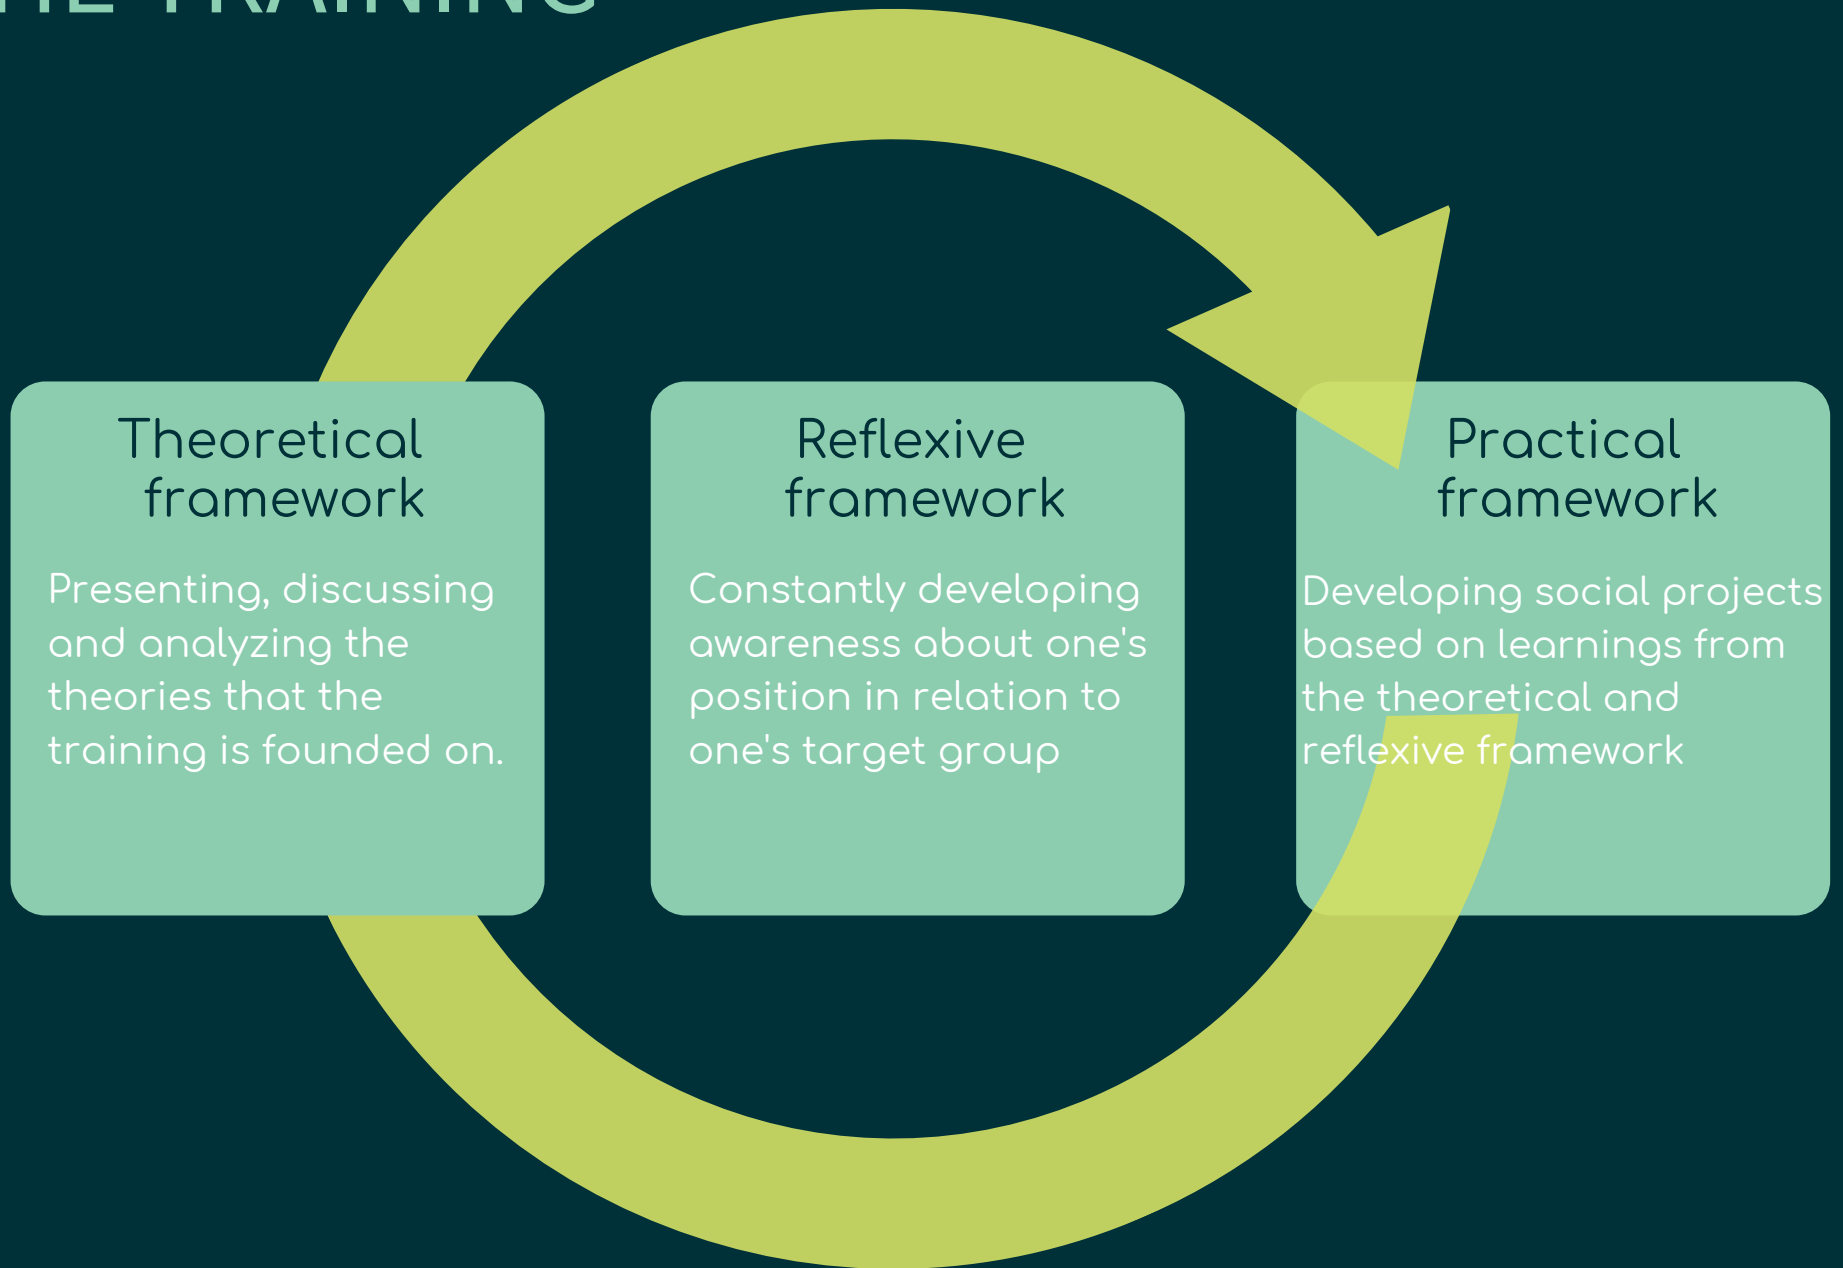 THE TRAINING
Theoretical
framework
Presenting, discussing
and analyzing the
theories that the
training is founded on.
Reflexive
framework
Constantly developing
awareness about one's
position in relation to
one's target group
Practical
framework
Developing social projects
based on learnings from
the theoretical and
reflexive framework